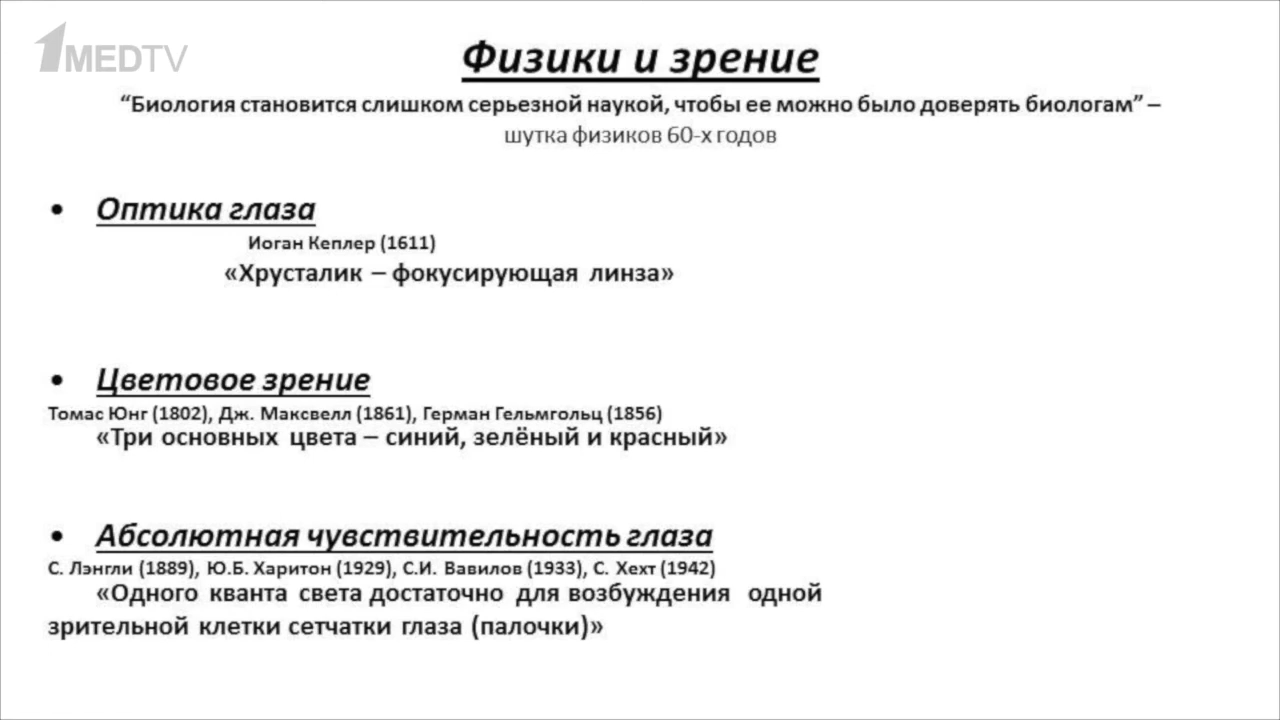 1MEDTV
Физики и зрение
“Биология становится слишком серьезной наукой, чтобы ее можно было доверять биологам” –
шутка физиков 60-х годов
• Оптика глаза
Иоган Кеплер (1611)
«Хрусталик – фокусирующая линза»
• Цветовое зрение
Томас Юнг (1802), Дж. Максвелл (1861), Герман Гельмгольц (1856)
«Три основных цвета – синий, зелёный и красный»
• Абсолютная чувствительность глаза
С. Лэнгли (1889), Ю.Б. Харитон (1929), С.И. Вавилов (1933), С. Хехт (1942)
«Одного кванта света достаточно для возбуждения одной
зрительной клетки сетчатки глаза (палочки)»